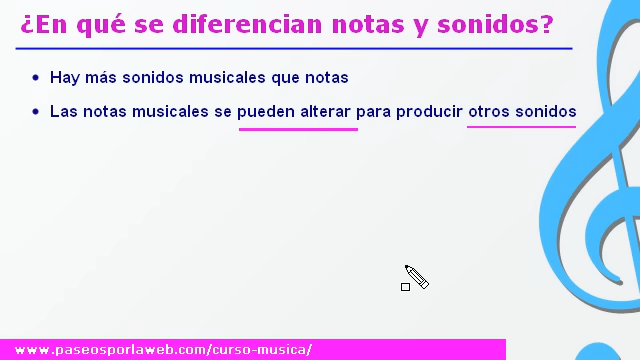 ¿En qué se diferencian notas y sonidos?
Hay más sonidos musicales que notas
Las notas musicales se pueden alterar para producir otros sonidos
www.paseosporlaweb.com/curso-musica/